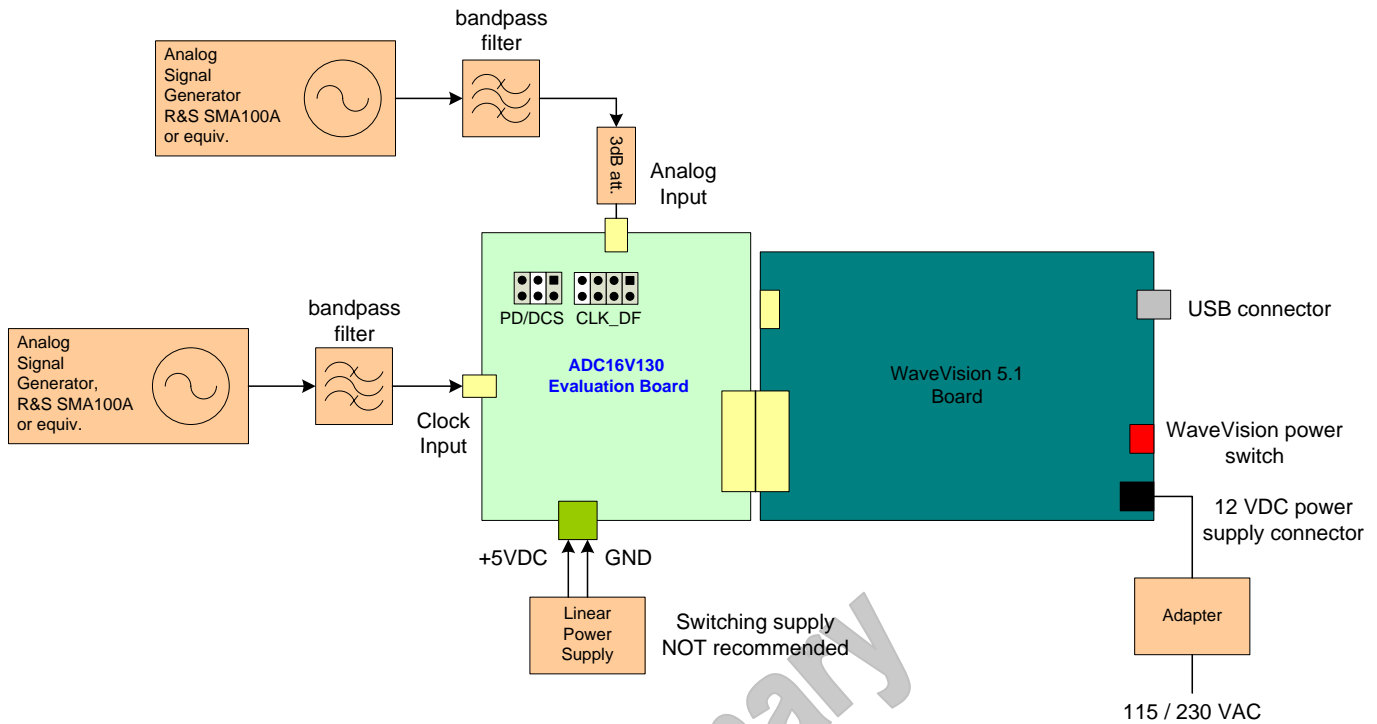 bandpass
filter
Analog
Signal
Generator
R&S SMA100A
or equiv.
3dB att.
Analog
Input
PD/DCS
CLK_DF
ADC16V130
Evaluation Board
bandpass
filter
Analog
Signal
Generator,
R&S SMA100A
or equiv.
Clock
Input
WaveVision 5.1
Board
USB connector
WaveVision power
switch
12 VDC power
supply connector
+5VDC
GND
Linear
Power
Supply
Switching supply
NOT recommended
Adapter
115 / 230 VAC